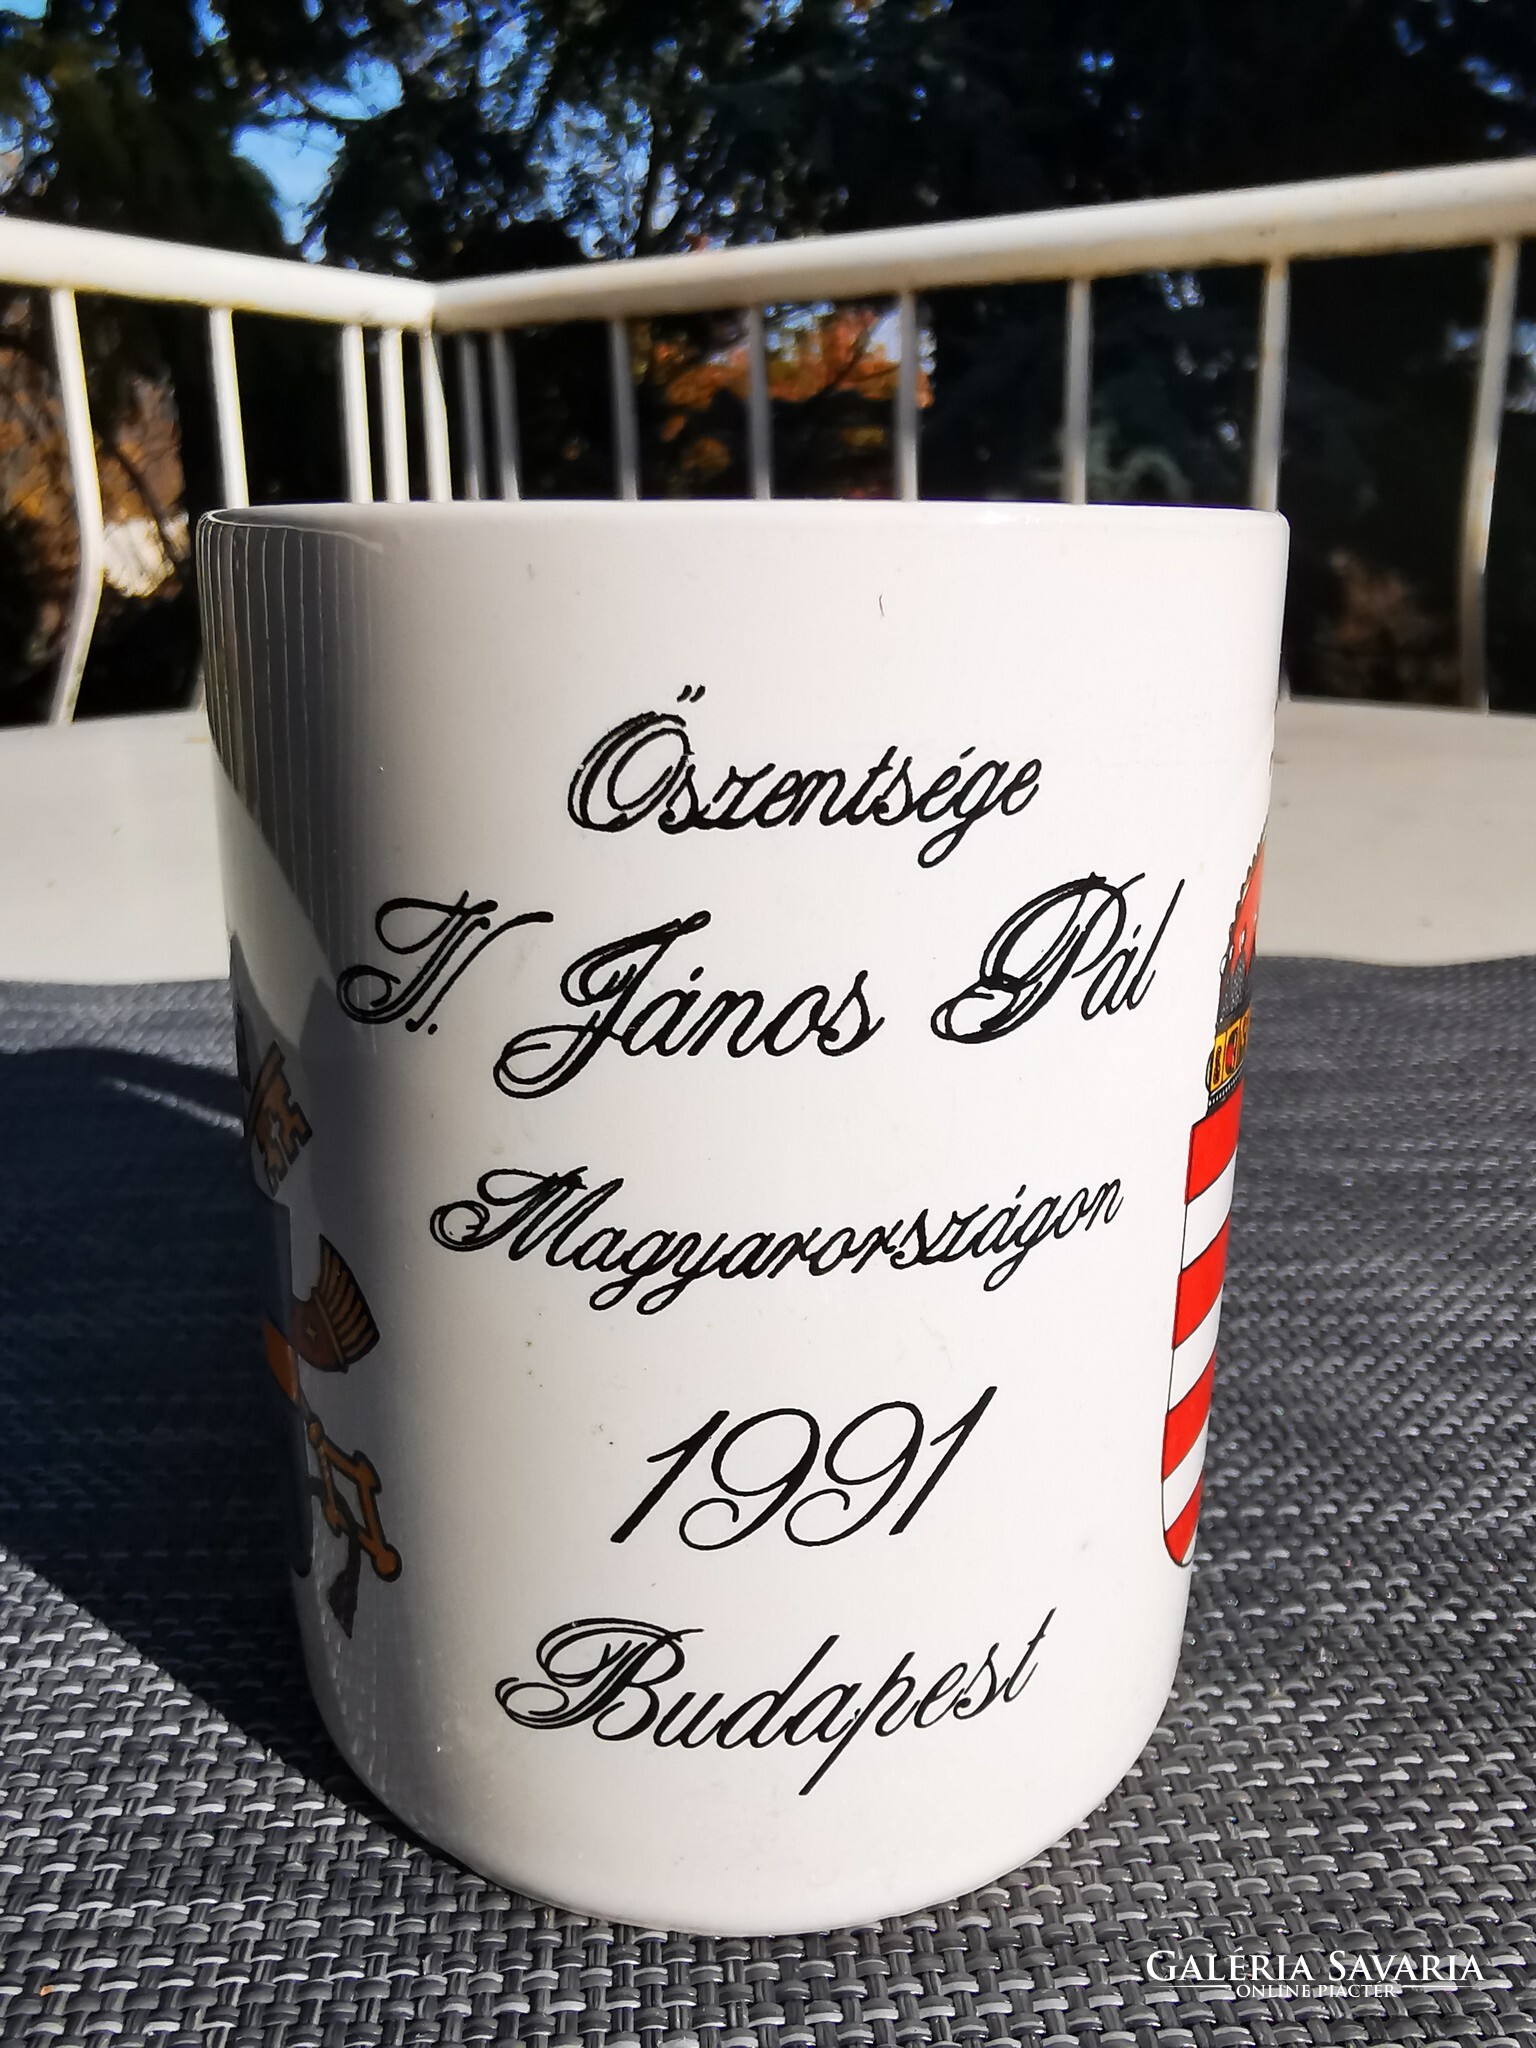 Őszentsége
II. János Pál
Magyarországon
1991
Budapest
GALÉRIA SAVARIA
ONLINE PIACTÉR